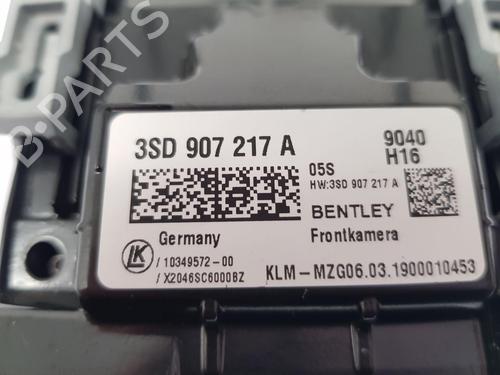 B-PARTS
3SD 907 217 A
9040
H16
05S
HW:3SD 907 217 A
BENTLEY
Germany
Frontkamera
LK
/ 10349572-00
/ X2046SC6000BZ
KLM-MZG06.03.1900010453